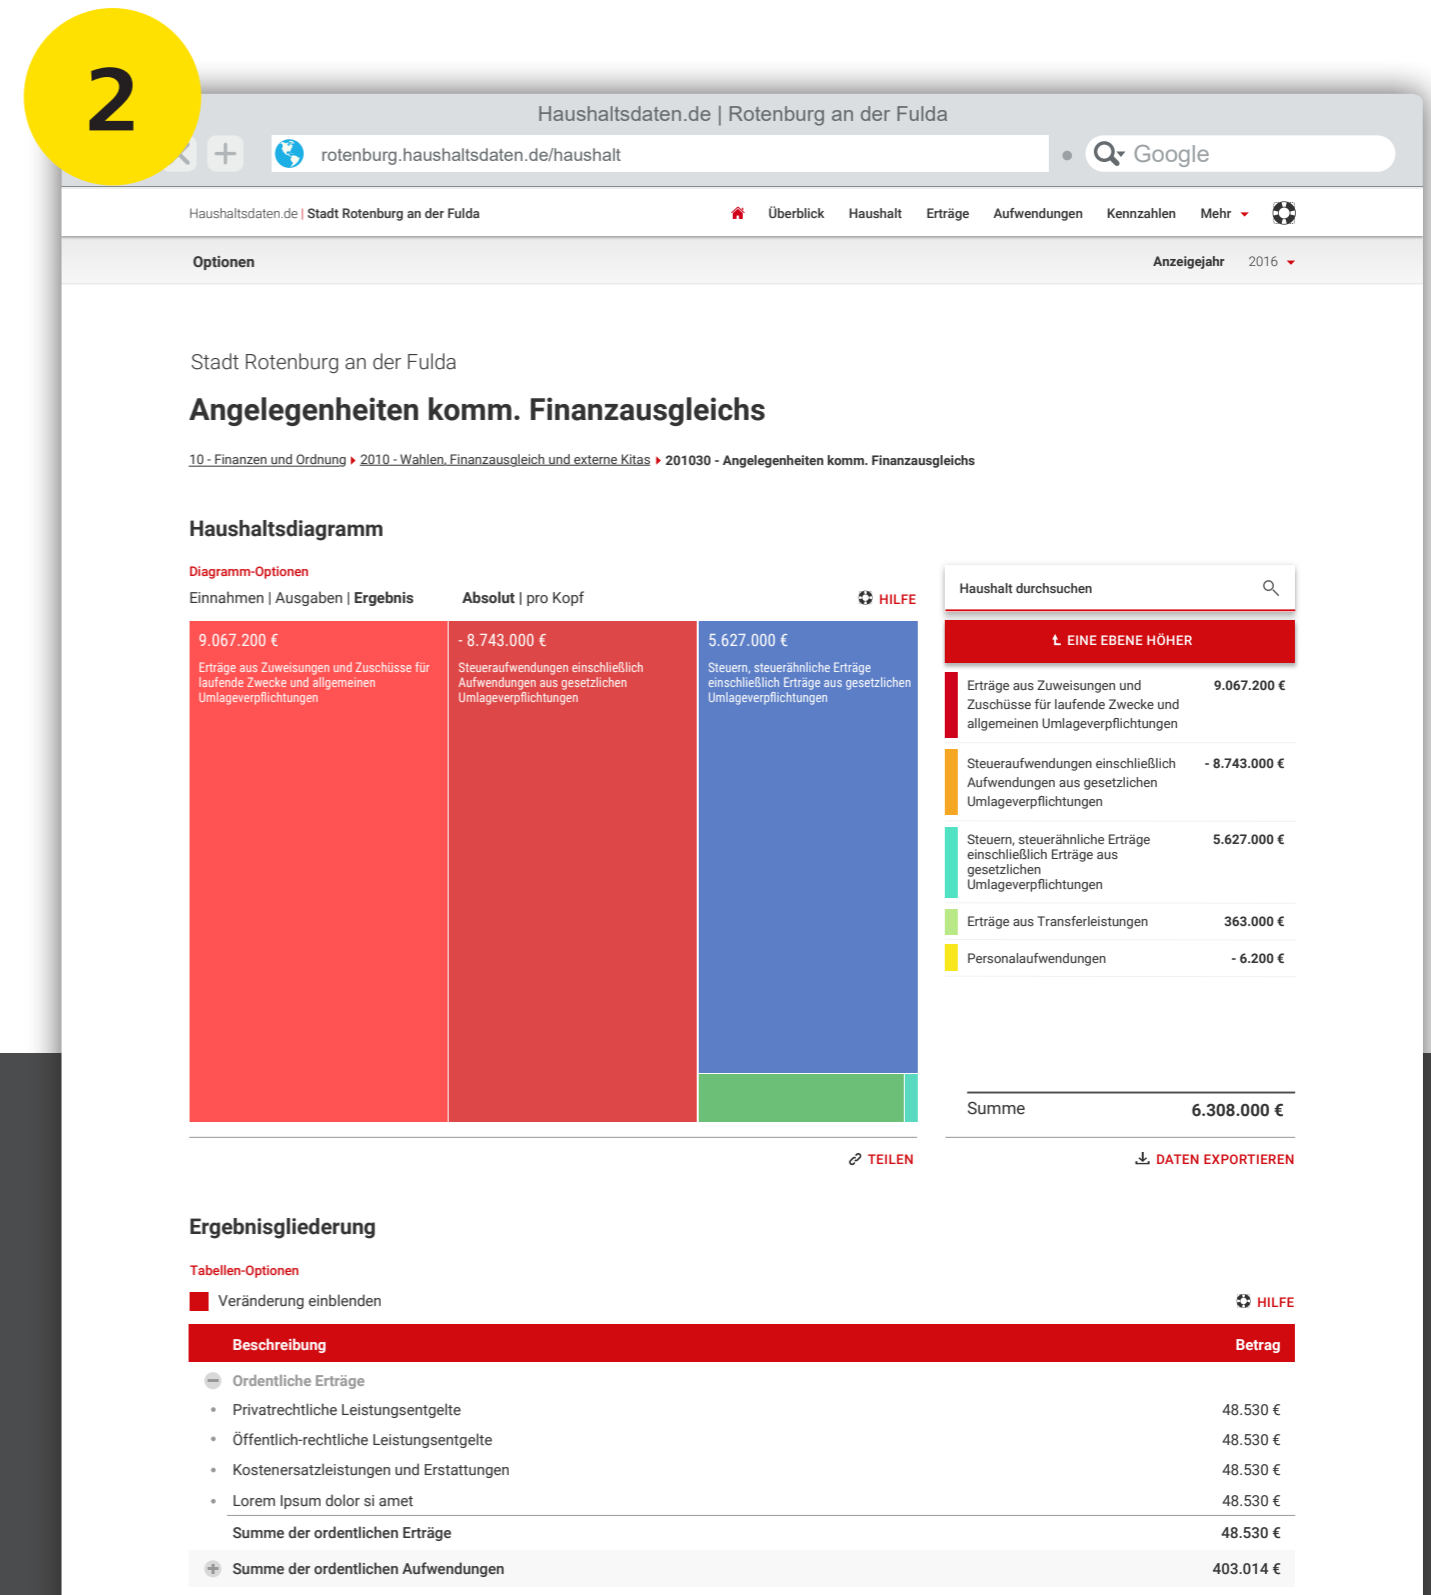 2
Haushaltsdaten.de | Rotenburg an der Fulda
rotenburg.haushaltsdaten.de/haushalt
Google
Haushaltsdaten.de | Stadt Rotenburg an der Fulda
Überblick Haushalt Erträge Aufwendungen Kennzahlen Mehr
Optionen
Anzeigejahr 2016
Stadt Rotenburg an der Fulda
Angelegenheiten komm. Finanzausgleichs
10 - Finanzen und Ordnung 2010 - Wahlen, Finanzausgleich und externe Kitas 201030 - Angelegenheiten komm. Finanzausgleichs
Haushaltsdiagramm
Diagramm-Optionen
Einnahmen | Ausgaben | Ergebnis Absolut | pro Kopf
HILFE
9.067.200 €
Erträge aus Zuweisungen und Zuschüsse für
laufende Zwecke und allgemeinen
Umlageverpflichtungen
- 8.743.000 €
Steueraufwendungen einschließlich
Aufwendungen aus gesetzlichen
Umlageverpflichtungen
5.627.000 €
Steuern, steuerähnliche Erträge
einschließlich Erträge aus gesetzlichen
Umlageverpflichtungen
TEILEN
Haushalt durchsuchen
EINE EBENE HÖHER
Erträge aus Zuweisungen und 9.067.200 €
Zuschüsse für laufende Zwecke und
allgemeinen Umlageverpflichtungen
Steueraufwendungen einschließlich - 8.743.000 €
Aufwendungen aus gesetzlichen
Umlageverpflichtungen
Steuern, steuerähnliche Erträge 5.627.000 €
einschließlich Erträge aus
gesetzlichen
Umlageverpflichtungen
Erträge aus Transferleistungen 363.000 €
Personalaufwendungen - 6.200 €
Summe 6.308.000 €
DATEN EXPORTIEREN
Ergebnisgliederung
Tabellen-Optionen
Veränderung einblenden
HILFE
Beschreibung Betrag
Ordentliche Erträge
Privatrechtliche Leistungsentgelte 48.530 €
Öffentlich-rechtliche Leistungsentgelte 48.530 €
Kostenersatzleistungen und Erstattungen 48.530 €
Lorem Ipsum dolor si amet 48.530 €
Summe der ordentlichen Erträge 48.530 €
Summe der ordentlichen Aufwendungen 403.014 €